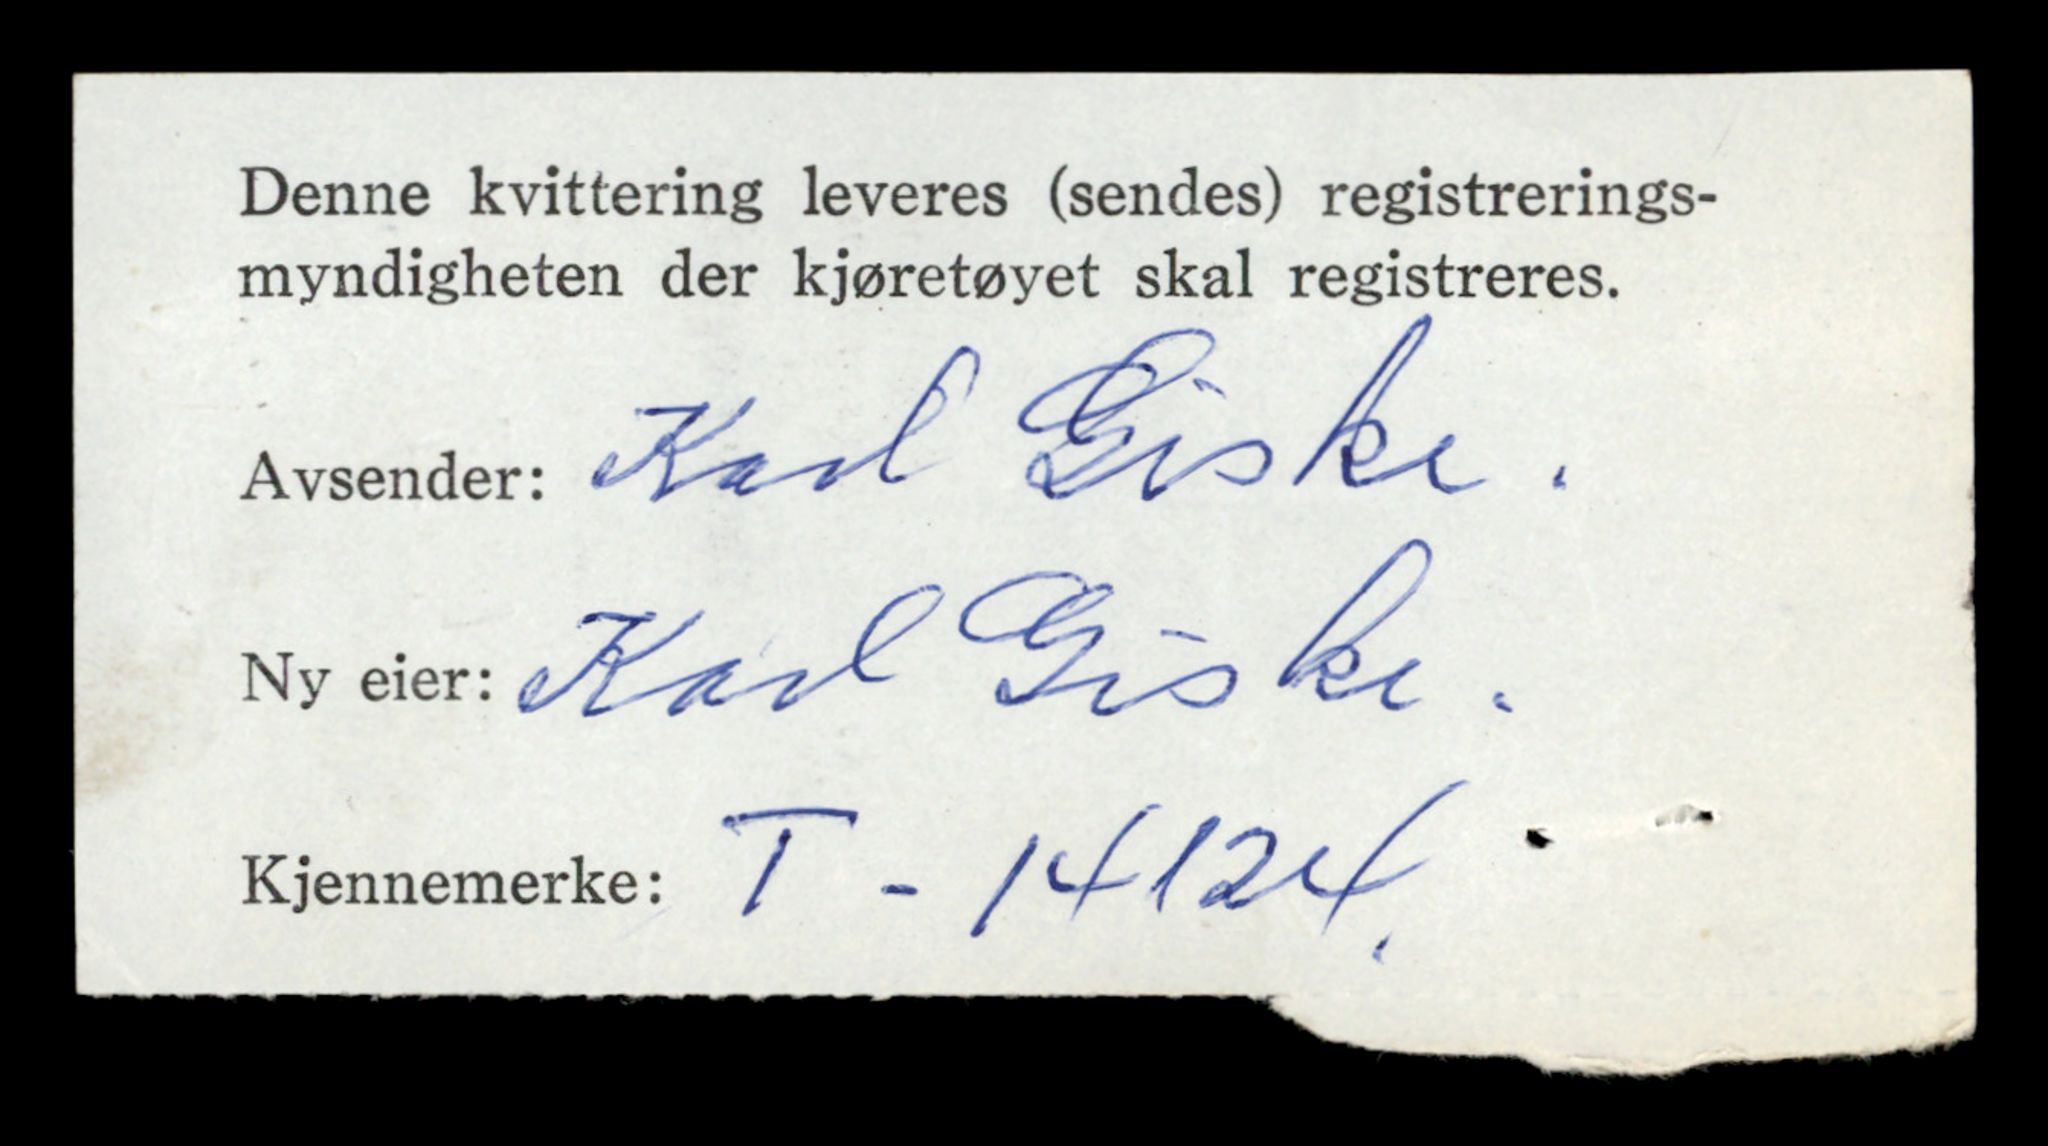 Denne kvittering leveres (sendes) registrerings-
myndigheten der kjøretøyet skal registreres.
Avsender: Karl Giske.
Ny eier: Karl Giske.
Kjennemerke: T - 14124.